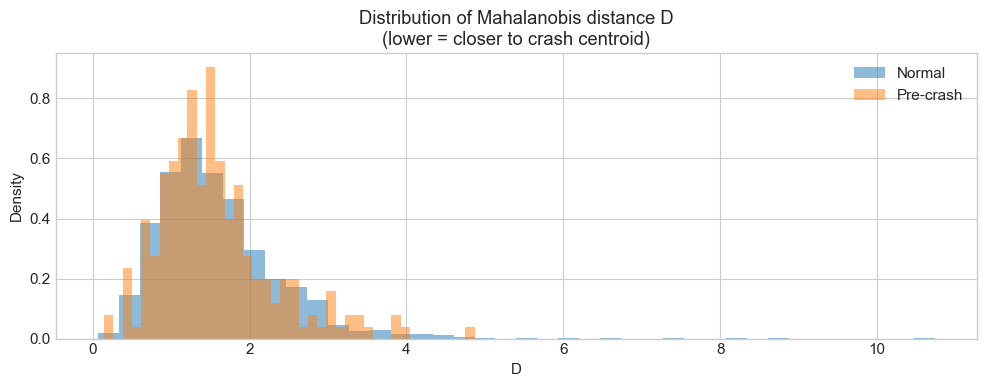 Distribution of Mahalanobis distance D
(lower = closer to crash centroid)
Normal
Pre-crash
Density
0.8
0.6
0.4
0.2
0.0
0 2 4 6 8 10
D